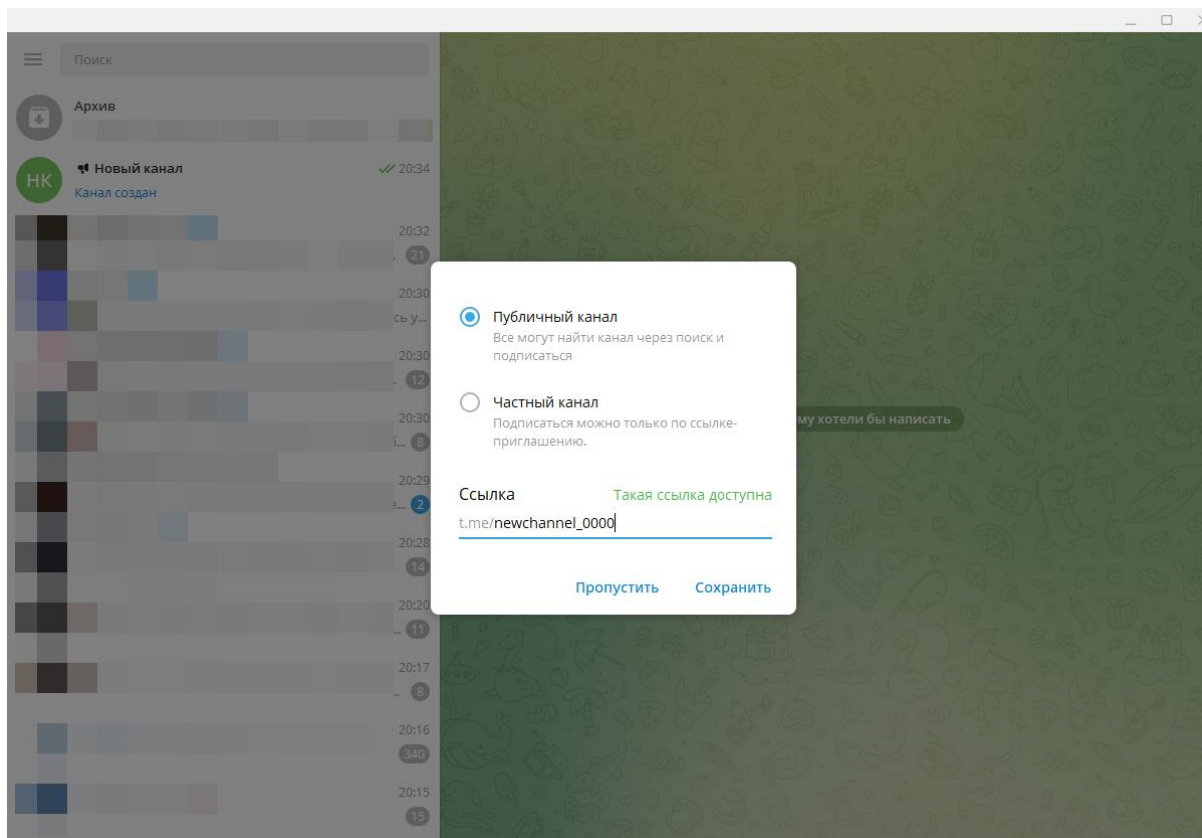 Поиск
Архив
НК
Новый канал
20:34
Канал создан
20:32
21
20:30
сь у...
20:30
12
20:30
8
20:29
2
20:28
14
20:20
11
20:17
8
20:16
340
20:15
15
му хотели бы написать
Публичный канал
Все могут найти канал через поиск и
подписаться
Частный канал
Подписаться можно только по ссылке-
приглашению.
Ссылка
Такая ссылка доступна
t.me/newchannel_0000
Пропустить
Сохранить